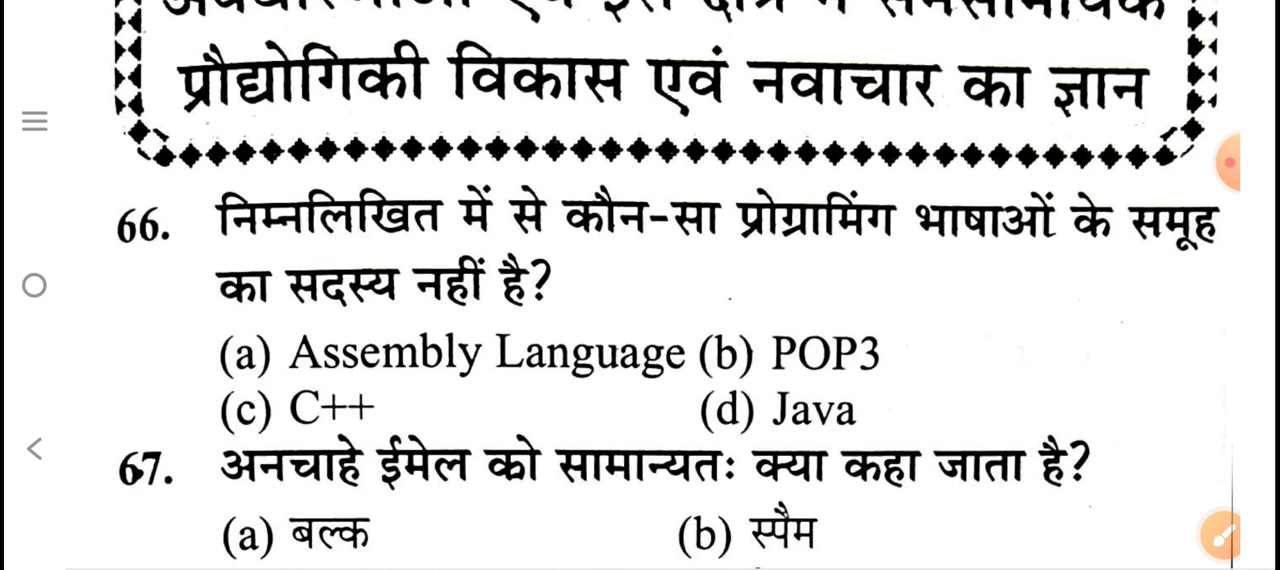 प्रौद्योगिकी विकास एवं नवाचार का ज्ञान
66. निम्नलिखित में से कौन-सा प्रोग्रामिंग भाषाओं के समूह
का सदस्य नहीं है?
(a) Assembly Language (b) POP3
(c) C++ (d) Java
67. अनचाहे ईमेल को सामान्यतः क्या कहा जाता है?
(a) बल्क (b) स्पैम